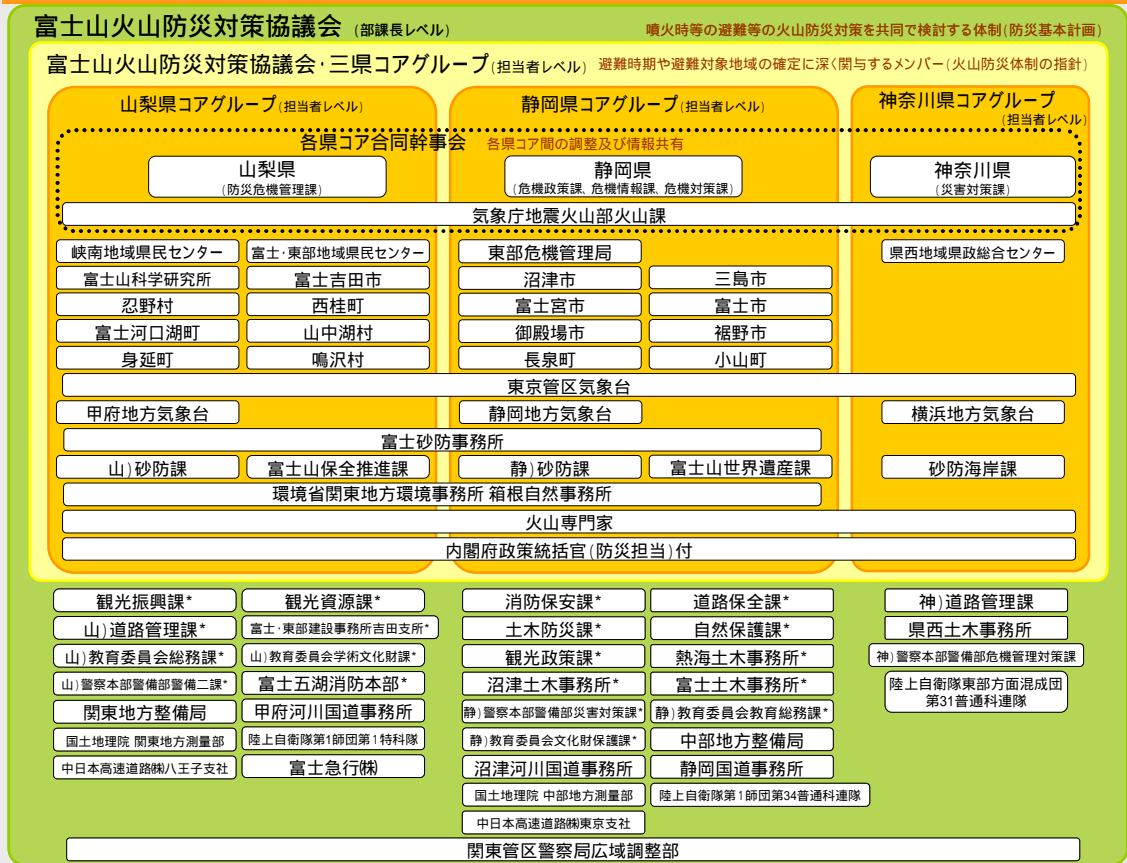 富士山火山防災対策協議会 (部課長レベル) 噴火時等の避難等の火山防災対策を共同で検討する体制(防災基本計画)
富士山火山防災対策協議会・三県コアグループ(担当者レベル) 避難時期や避難対象地域の確定に深く関与するメンバー(火山防災体制の指針)
山梨県コアグループ(担当者レベル) 静岡県コアグループ(担当者レベル) 神奈川県コアグループ
(担当者レベル)
各県コア合同幹事会 各県コア間の調整及び情報共有
山梨県 静岡県 神奈川県
(防災危機管理課) (危機政策課、危機情報課、危機対策課) (災害対策課)
気象庁地震火山部火山課
峡南地域県民センター 富士・東部地域県民センター 東部危機管理局 県西地域県政総合センター
富士山科学研究所 富士吉田市 沼津市 三島市
忍野村 西桂町 富士宮市 富士市
富士河口湖町 山中湖村 御殿場市 裾野市
身延町 鳴沢村 長泉町 小山町
東京管区気象台
甲府地方気象台 静岡地方気象台 横浜地方気象台
富士砂防事務所
山)砂防課 富士山保全推進課 静)砂防課 富士山世界遺産課 砂防海岸課
環境省関東地方環境事務所 箱根自然事務所
火山専門家
内閣府政策統括官(防災担当)付
観光振興課* 観光資源課* 消防保安課* 道路保全課* 神)道路管理課
山)道路管理課* 富士・東部建設事務所吉田支所* 土木防災課* 自然保護課* 県西土木事務所
山)教育委員会総務課* 山)教育委員会学術文化財課* 観光政策課* 熱海土木事務所* 神)警察本部警備部危機管理対策課
山)警察本部警備部警備二課* 富士五湖消防本部* 沼津土木事務所* 富士土木事務所* 陸上自衛隊東部方面混成団
第31普通科連隊
関東地方整備局 甲府河川国道事務所 静)警察本部警備部災害対策課* 静)教育委員会教育総務課*
国土地理院 関東地方測量部 陸上自衛隊第1師団第1特科隊 静)教育委員会文化財保護課* 中部地方整備局
中日本高速道路㈱八王子支社 富士急行㈱ 沼津河川国道事務所 静岡国道事務所
国土地理院 中部地方測量部 陸上自衛隊第1師団第34普通科連隊
中日本高速道路㈱東京支社
関東管区警察局広域調整部